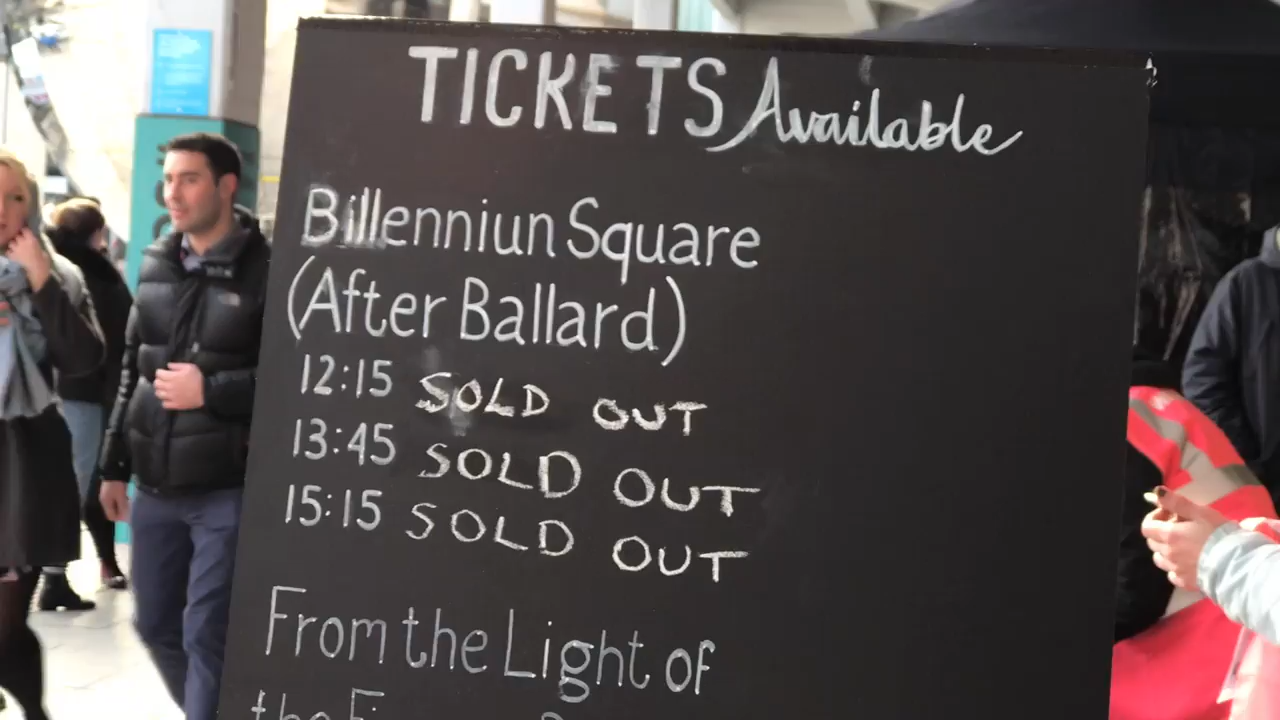 TICKETS Available
Billenniun Square
(After Ballard)
12:15 SOLD OUT
13:45 SOLD OUT
15:15 SOLD OUT
From the Light of
the